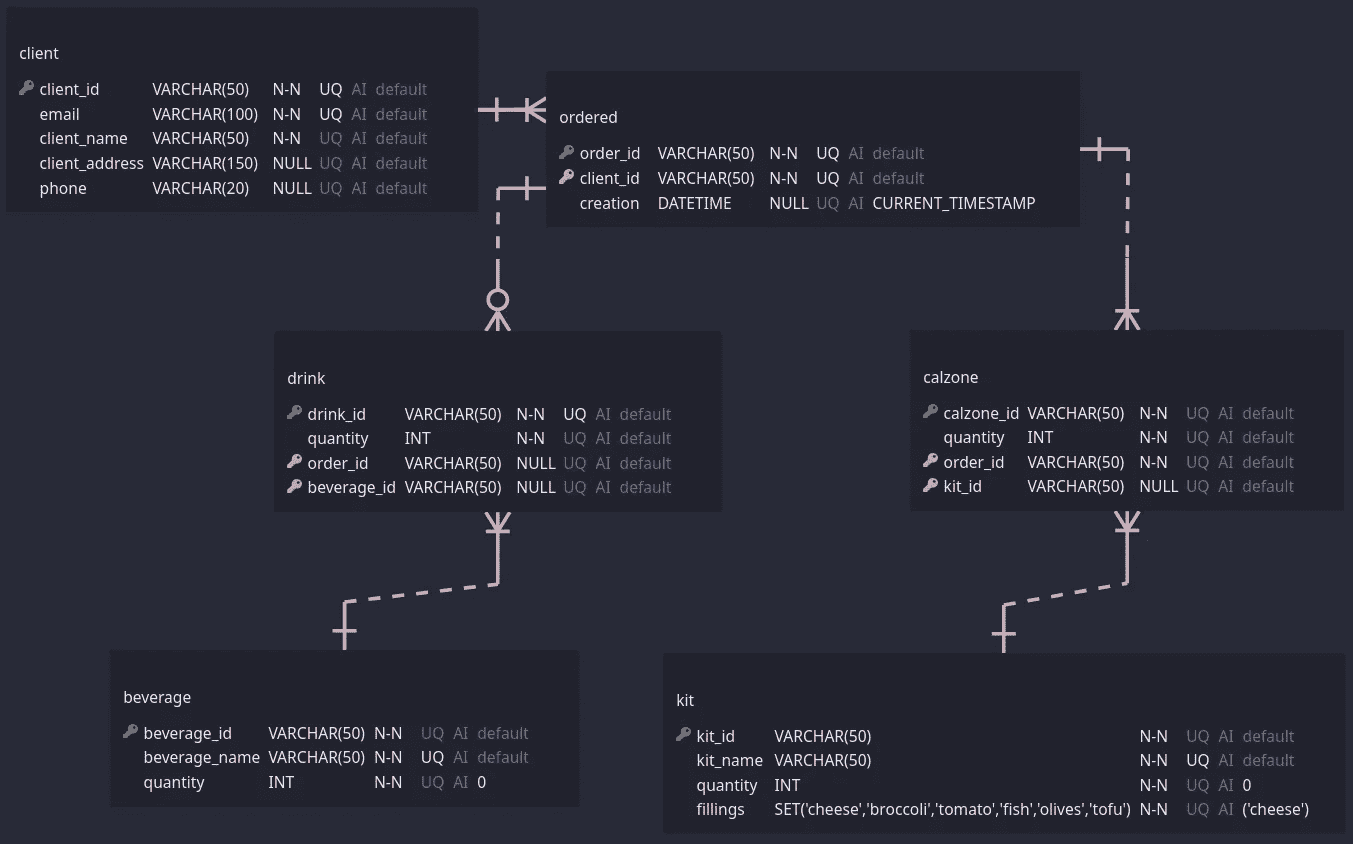 client
client_id VARCHAR(50) N-N UQ AI default
email VARCHAR(100) N-N UQ AI default
client_name VARCHAR(50) N-N UQ AI default
client_address VARCHAR(150) NULL UQ AI default
phone VARCHAR(20) NULL UQ AI default
ordered
order_id VARCHAR(50) N-N UQ AI default
client_id VARCHAR(50) N-N UQ AI default
creation DATETIME NULL UQ AI CURRENT_TIMESTAMP
drink
drink_id VARCHAR(50) N-N UQ AI default
quantity INT N-N UQ AI default
order_id VARCHAR(50) NULL UQ AI default
beverage_id VARCHAR(50) NULL UQ AI default
calzone
calzone_id VARCHAR(50) N-N UQ AI default
quantity INT N-N UQ AI default
order_id VARCHAR(50) N-N UQ AI default
kit_id VARCHAR(50) NULL UQ AI default
beverage
beverage_id VARCHAR(50) N-N UQ AI default
beverage_name VARCHAR(50) N-N UQ AI default
quantity INT N-N UQ AI 0
kit
kit_id VARCHAR(50) N-N UQ AI default
kit_name VARCHAR(50) N-N UQ AI default
quantity INT N-N UQ AI 0
fillings SET('cheese','broccoli','tomato','fish','olives','tofu') N-N UQ AI ('cheese')